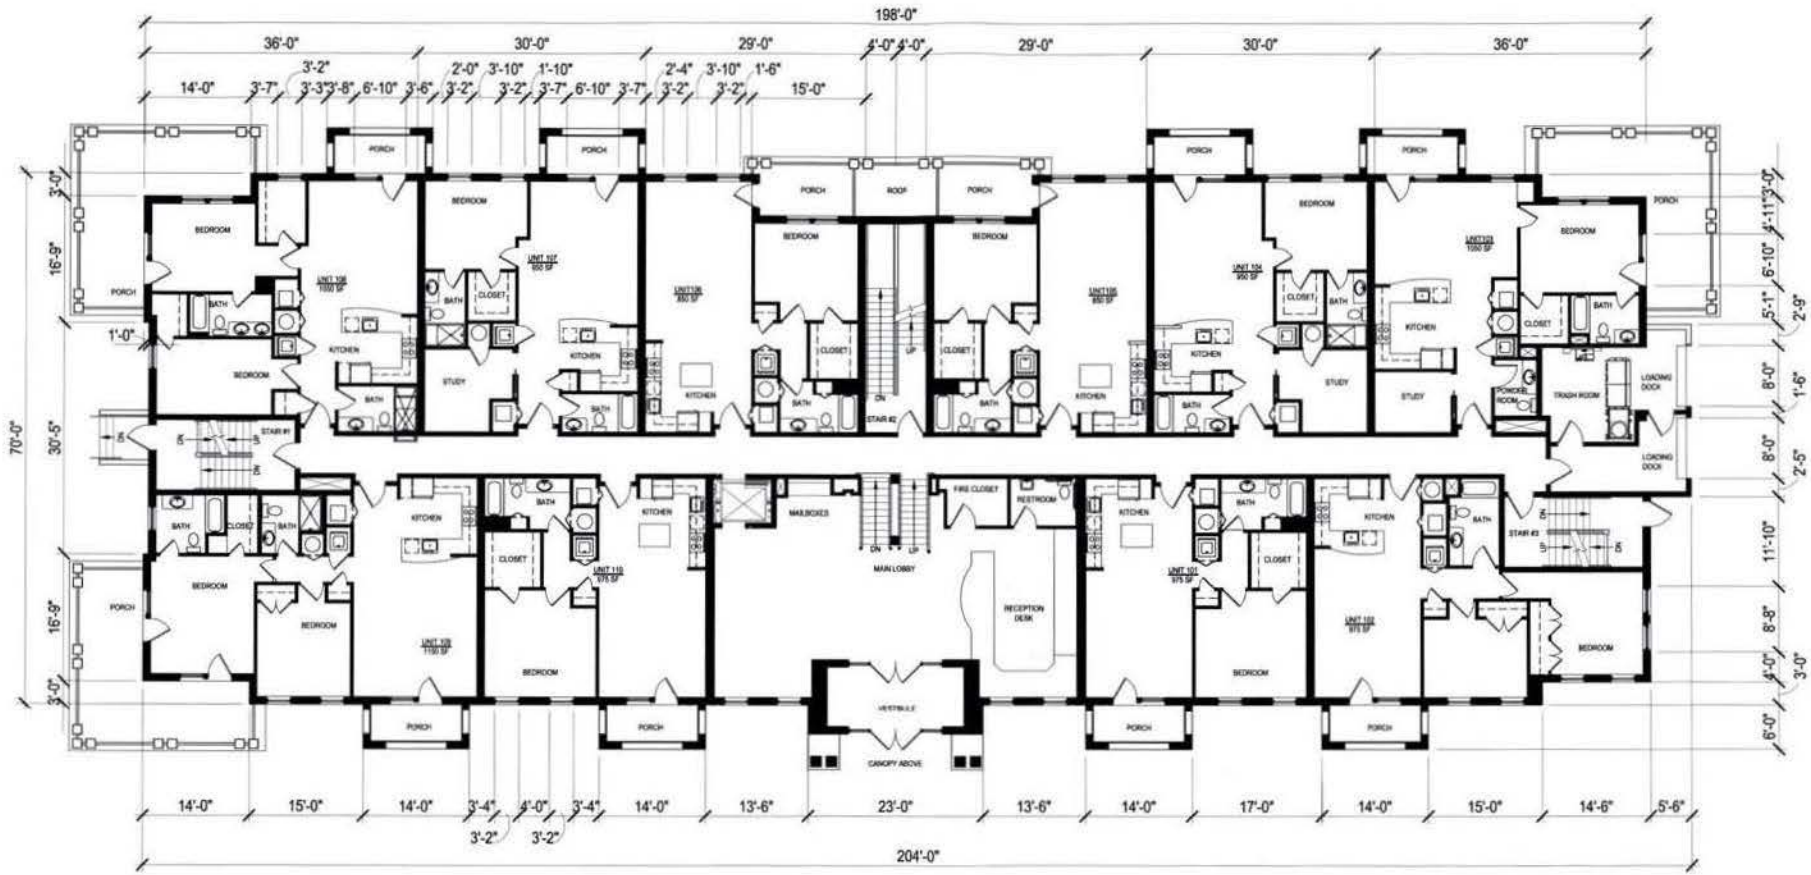 198'-0"
36'-0" 30'-0" 29'-0" 4'-0" 4'-0" 29'-0" 30'-0" 36'-0"
3'-2" 2'-0" 3'-10" 1'-10" 2'-4" 3'-10" 1'-6"
14'-0" 3'-7" 3'-3" 3'-8" 6'-10" 3'-6" 3'-2" 3'-2" 3'-7" 6'-10" 3'-7" 3'-2" 3'-2" 15'-0"
PORCH PORCH PORCH PORCH
PORCH ROOF PORCH
3'-0" 3'-0"
BEDROOM BEDROOM PORCH
4'-11"
BEDROOM BEDROOM BEDROOM BEDROOM
UNIT 107
950 SF
UNIT 104
950 SF
UNIT 103
1050 SF
16'-9" 6'-10"
UNIT 108
1050 SF
850 SF
850 SF
PORCH BATH BATH CLOSET CLOSET BATH BATH
5'-1" 2'-9"
1'-0" CLOSET
KITCHEN KITCHEN CLOSET UP CLOSET KITCHEN KITCHEN
BEDROOM STUDY STUDY
8'-0" 1'-6"
LOADING
DOCK
KITCHEN KITCHEN STUDY POWDER
ROOM
TRASH ROOM
BATH BATH BATH DN BATH BATH
STAIR #2
70'-0"
30'-5"
DN DN UP STAIR #1
DN
8'-0" 2'-5"
LOADING
DOCK
BATH CLOSET BATH KITCHEN BATH KITCHEN MAILBOXES FIRE CLOSET RESTROOM KITCHEN BATH KITCHEN BATH
STAIR #3 DN
UP DN
11'-10"
DN UP
MAIN LOBBY
CLOSET CLOSET
UNIT 110
975 SF
UNIT 101
975 SF
BEDROOM
PORCH
BEDROOM
RECEPTION
DESK
UNIT 109
1150 SF
UNIT 102
975 SF
16'-9" 8'-8"
BEDROOM
BEDROOM BEDROOM
4'-0" 3'-0"
3'-0"
PORCH PORCH VESTIBULE PORCH PORCH
6'-0"
CANOPY ABOVE
14'-0" 15'-0" 14'-0" 3'-4" 4'-0" 3'-4" 14'-0" 13'-6" 23'-0" 13'-6" 14'-0" 17'-0" 14'-0" 15'-0" 14'-6" 5'-6"
3'-2" 3'-2"
204'-0"